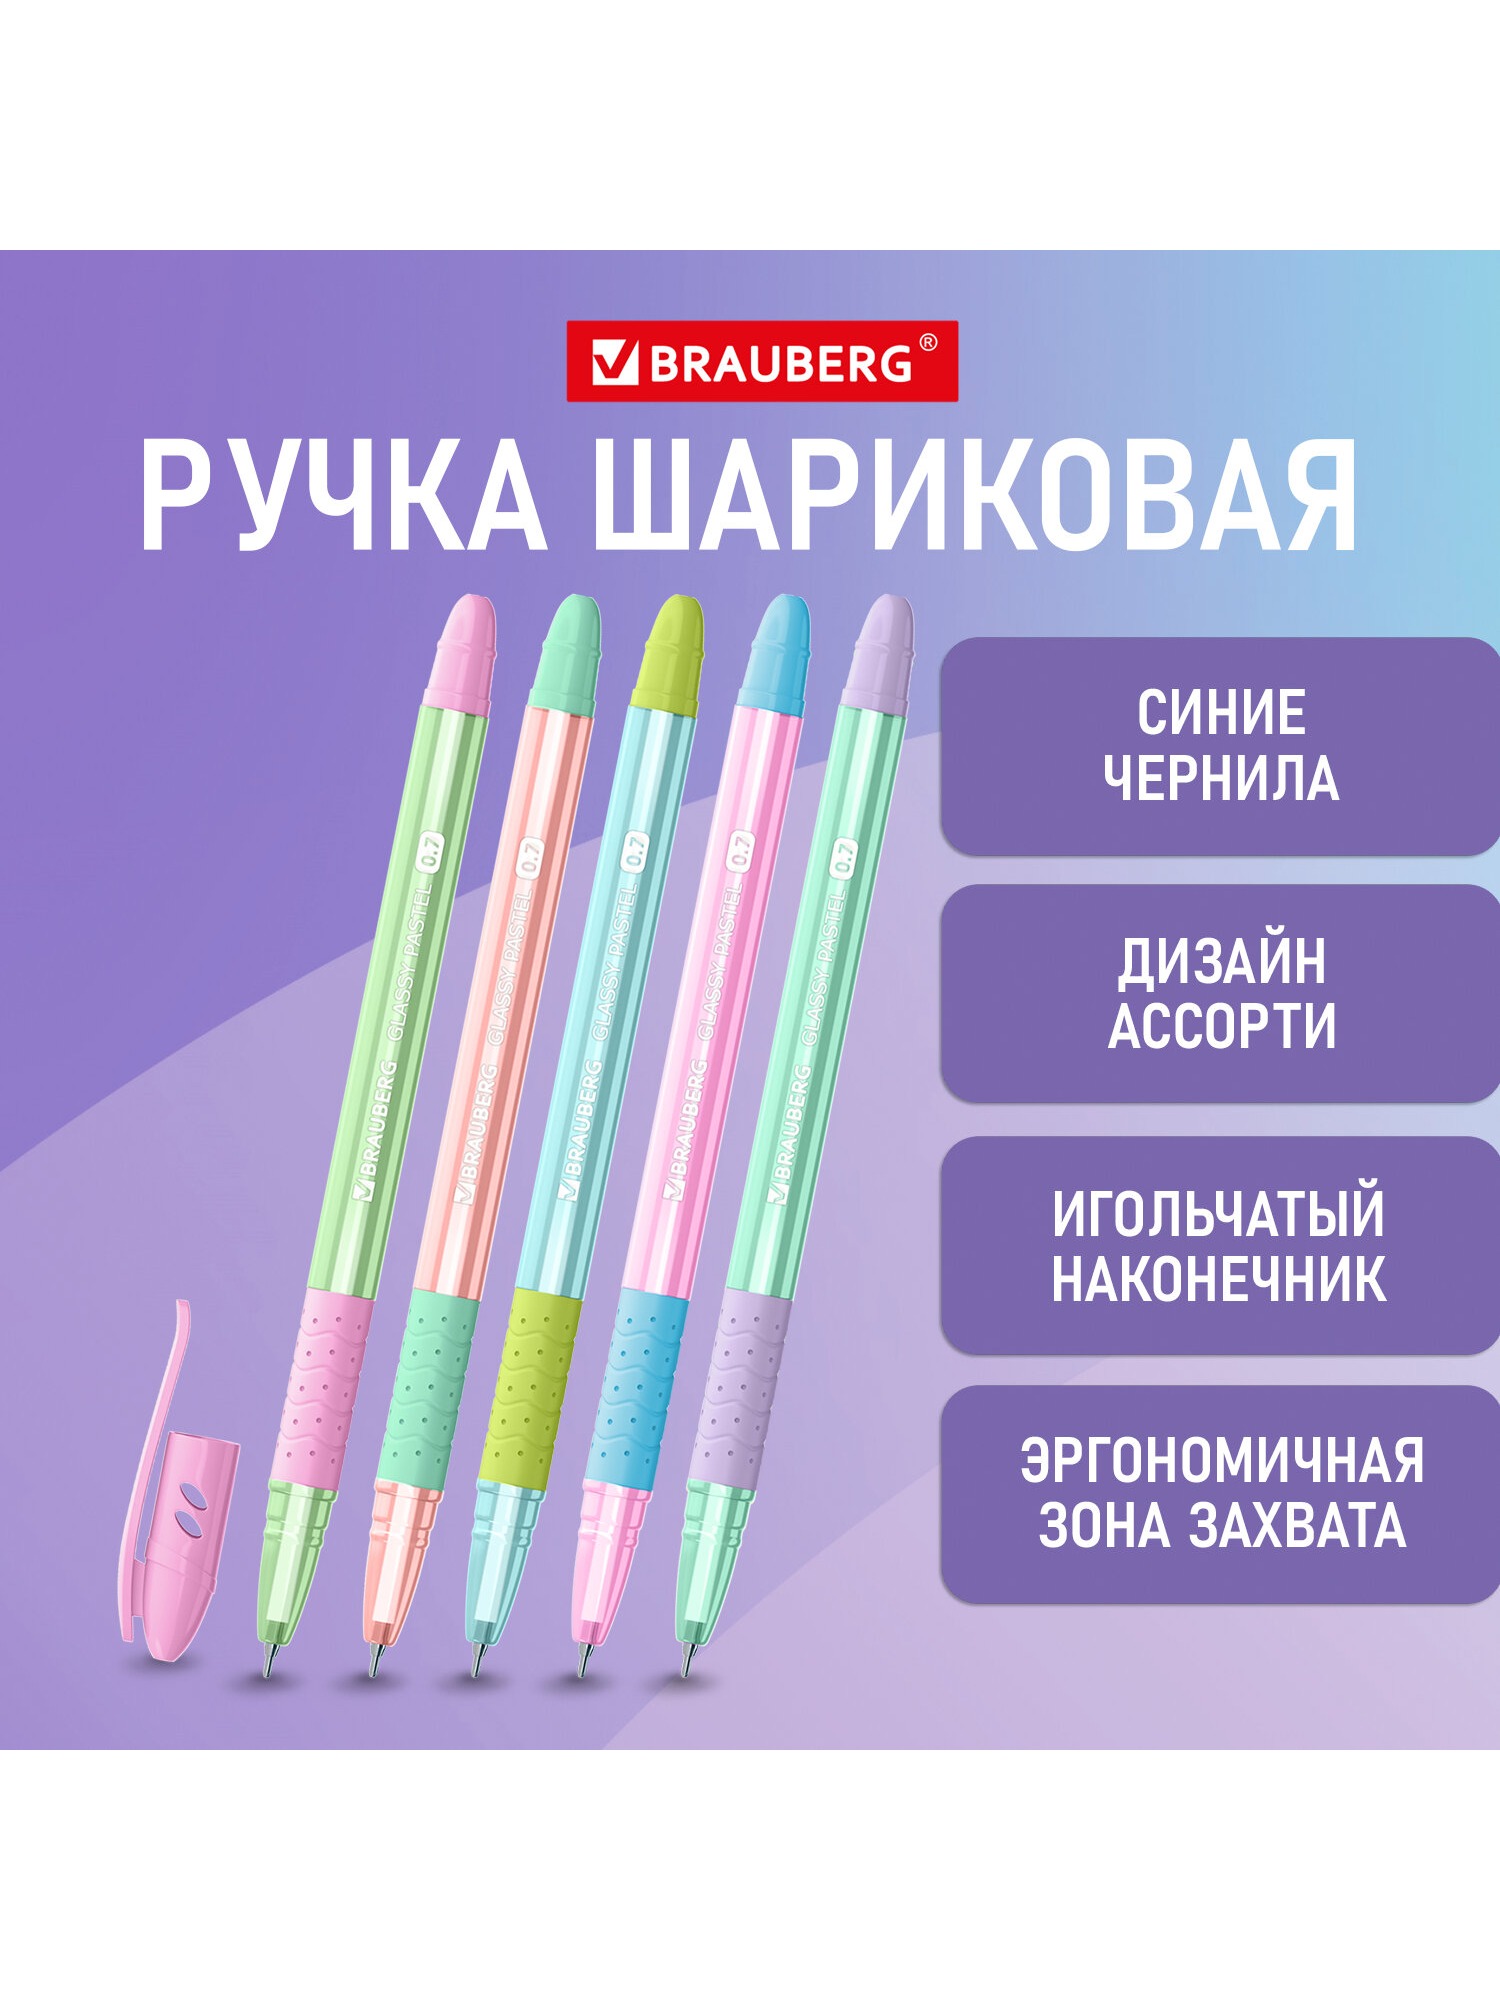 BRAUBERG®
РУЧКА ШАРИКОВАЯ
СИНИЕ
ЧЕРНИЛА
ДИЗАЙН
АССОРТИ
ИГОЛЬЧАТЫЙ
НАКОНЕЧНИК
ЭРГОНОМИЧНАЯ
ЗОНА ЗАХВАТА
BRAUBERG GLASSY PASTEL 0.7
BRAUBERG GLASSY PASTEL 0.7
BRAUBERG GLASSY PASTEL 0.7
BRAUBERG GLASSY PASTEL 0.7
BRAUBERG GLASSY PASTEL 0.7